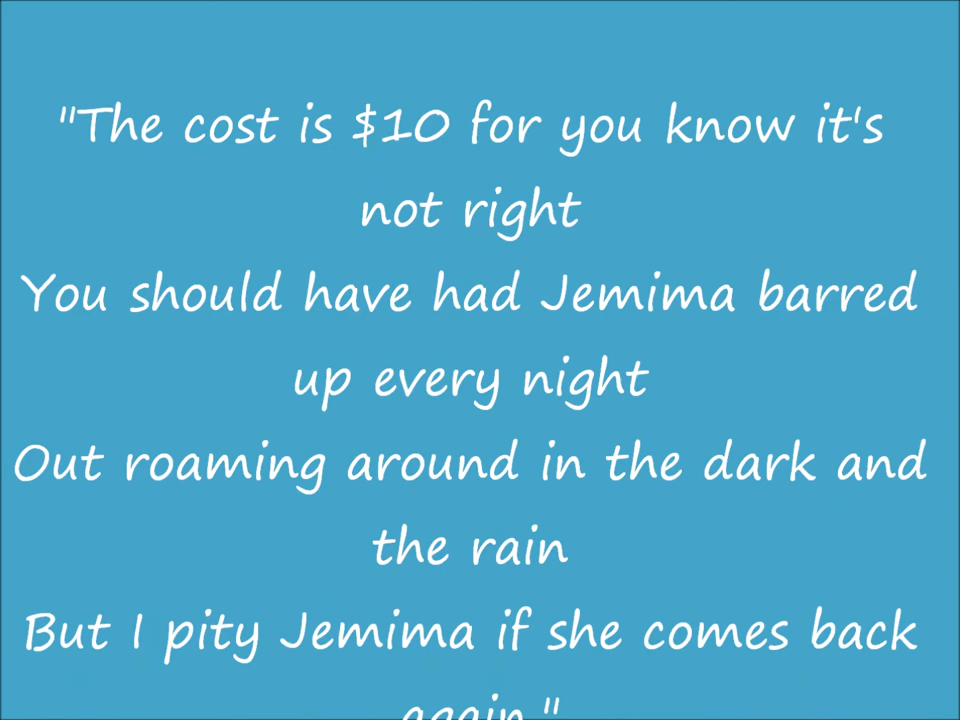 "The cost is $10 for you know it's
not right
You should have had Jemima barred
up every night
Out roaming around in the dark and
the rain
But I pity Jemima if she comes back
again."